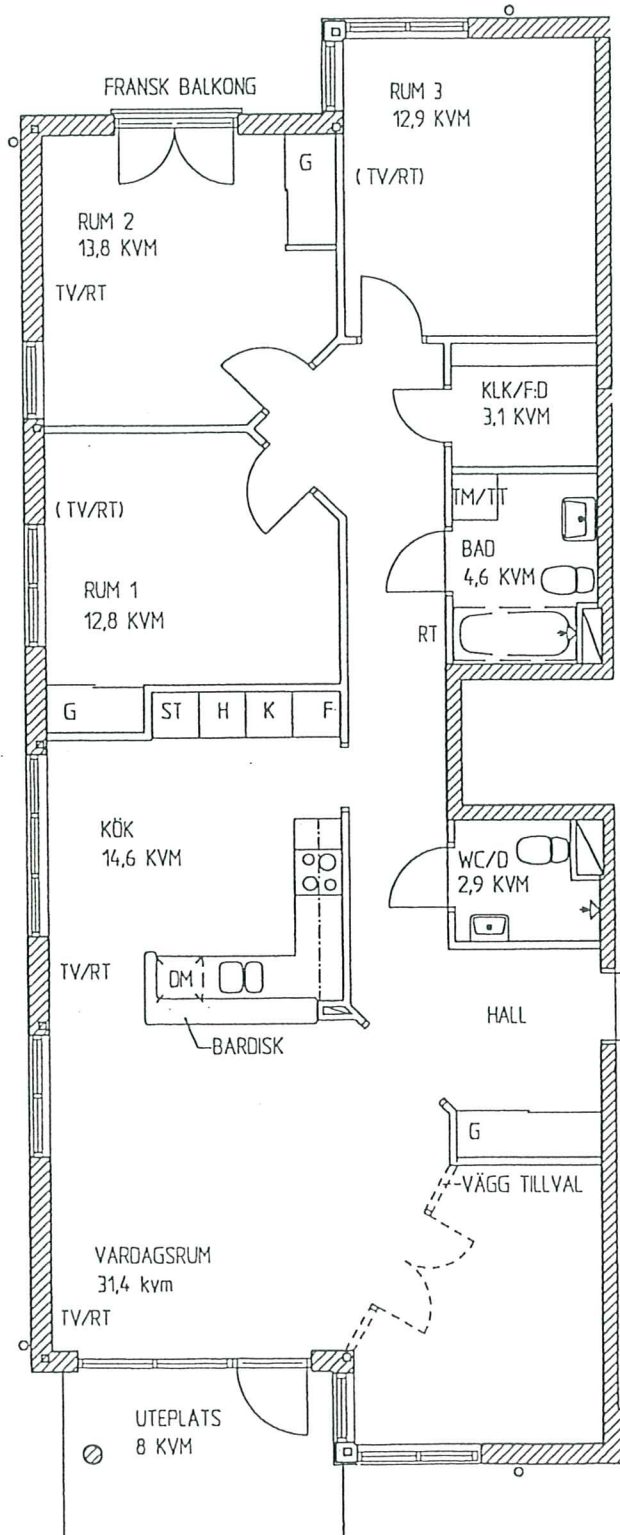 FRANSK BALKONG
RUM 3
12,9 KVM
G
(TV/RT)
RUM 2
13,8 KVM
TV/RT
KLK/F:D
3,1 KVM
(TV/RT)
TM/TT
BAD
4,6 KVM
RUM 1
12,8 KVM
RT
G
ST
H
K
F
KÖK
14,6 KVM
WC/D
2,9 KVM
TV/RT
DM
HALL
BARDISK
G
VÄGG TILLVAL
VARDAGSRUM
31,4 kvm
TV/RT
UTEPLATS
8 KVM